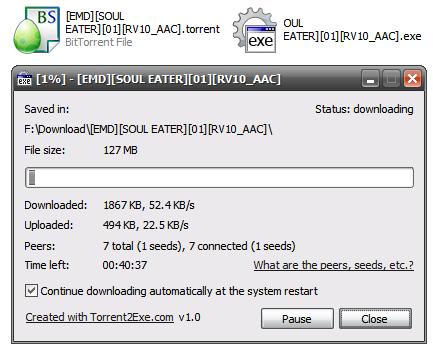 BS
[EMD][SOUL
EATER][01][RV10_AAC].torrent
BitTorrent File
exe
OUL
EATER][01][RV10_AAC].exe
exe [1%] - [EMD][SOUL EATER][01][RV10_AAC]
Saved in:
Status: downloading
F:\Download\[EMD][SOUL EATER][01][RV10_AAC]\
File size: 127 MB
Downloaded: 1867 KB, 52.4 KB/s
Uploaded: 494 KB, 22.5 KB/s
Peers: 7 total (1 seeds), 7 connected (1 seeds)
Time left: 00:40:37
What are the peers, seeds, etc.?
Continue downloading automatically at the system restart
Created with Torrent2Exe.com v1.0
Pause
Close